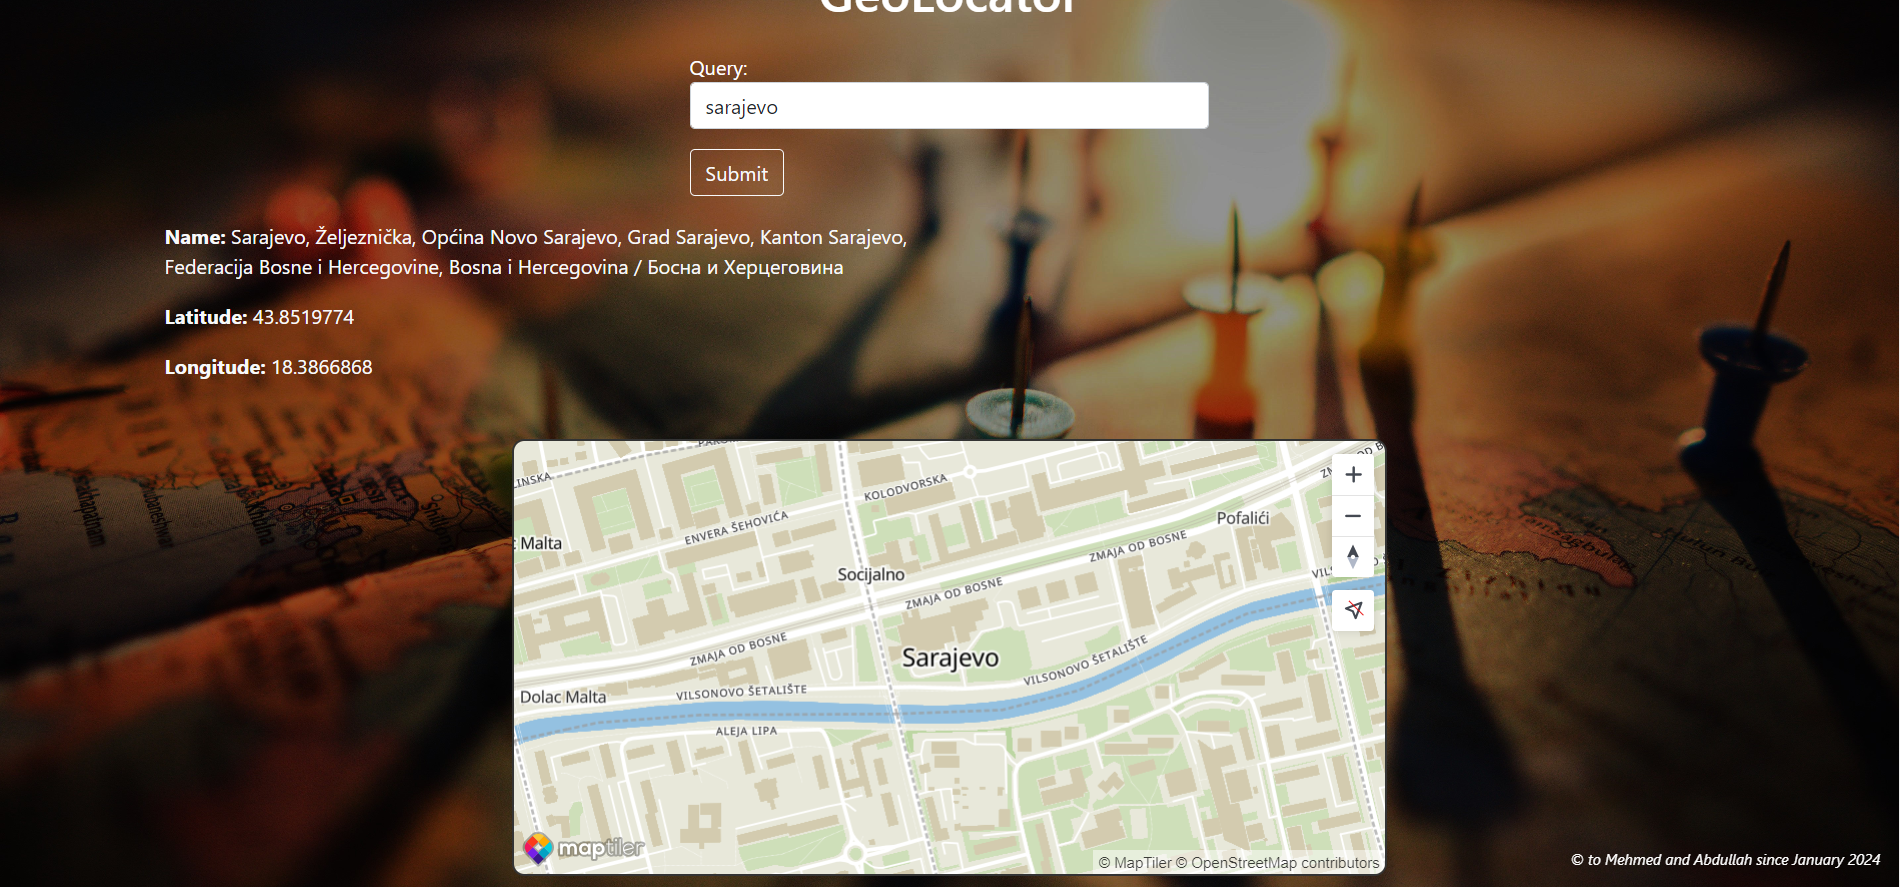 GeoLocator
Query:
sarajevo
Submit
Name: Sarajevo, Željeznička, Općina Novo Sarajevo, Grad Sarajevo, Kanton Sarajevo,
Federacija Bosne i Hercegovine, Bosna i Hercegovina / Босна и Херцеговина
Latitude: 43.8519774
Longitude: 18.3866868
KOLODVORSKA
ENVERA ŠEHOVIĆA
Pofalići
Malta
ZMAJA OD BOSNE
Socijalno
ZMAJA OD BOSNE
ZMAJA OD BOSNE
Sarajevo
VILSONOVO ŠETALIŠTE
Dolac Malta
VILSONOVO ŠETALIŠTE
ALEJA LIPA
maptiler
© MapTiler © OpenStreetMap contributors
© to Mehmed and Abdullah since January 2024